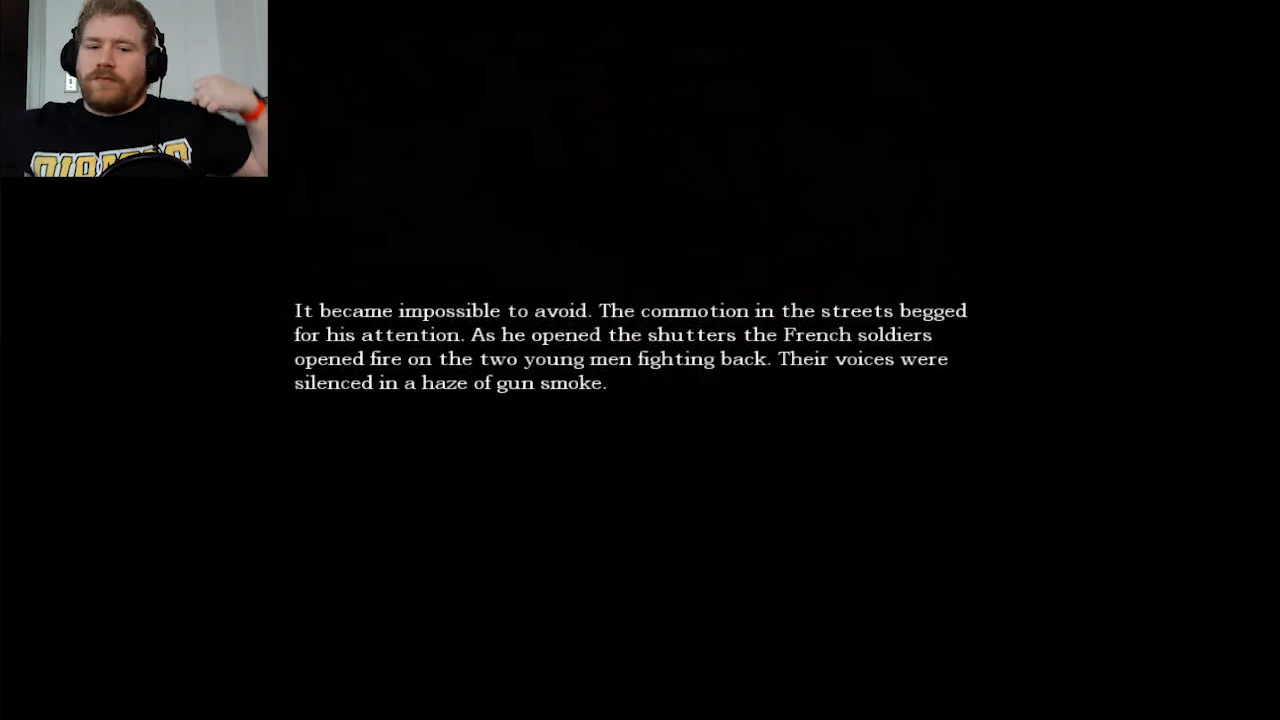 It became impossible to avoid. The commotion in the streets begged
for his attention. As he opened the shutters the French soldiers
opened fire on the two young men fighting back. Their voices were
silenced in a haze of gun smoke.